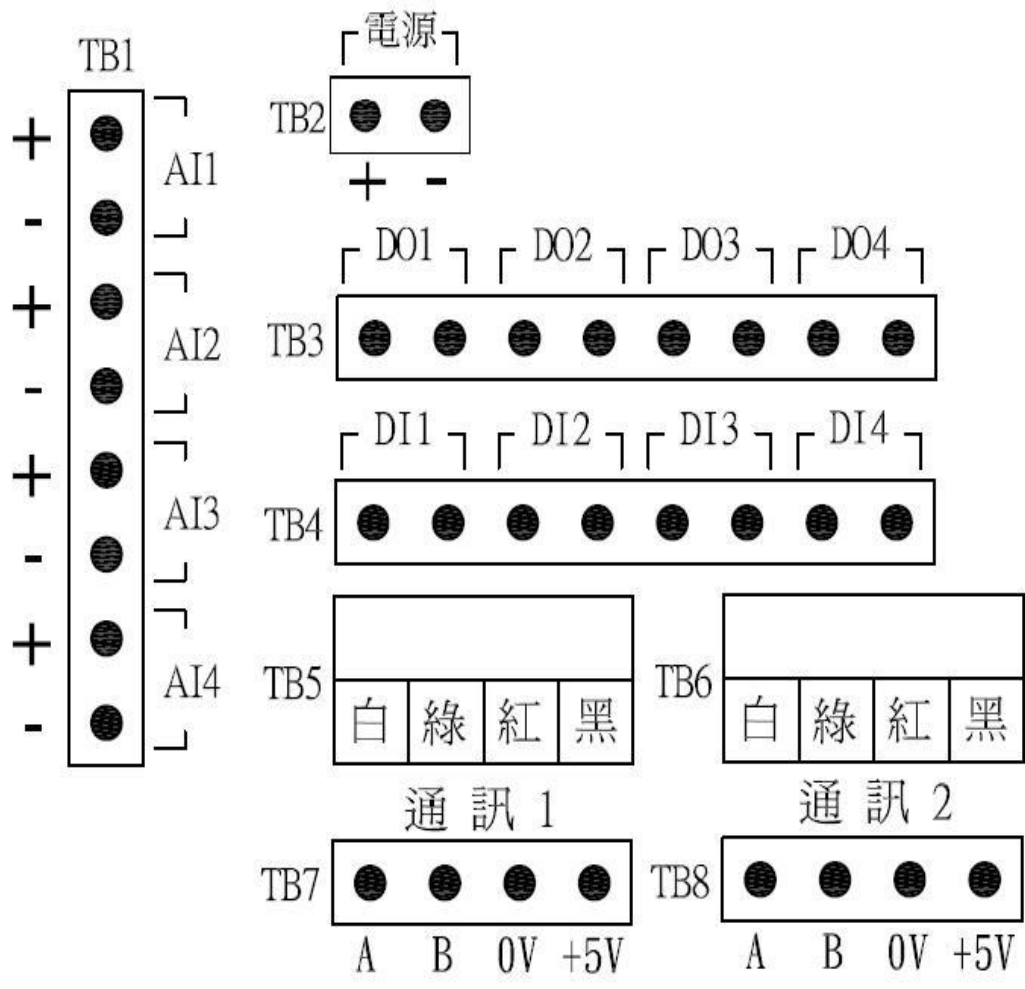 TB1
+
-
AI1
+
-
AI2
+
-
AI3
+
-
AI4
電源
TB2
+ -
DO1 DO2 DO3 DO4
TB3
DI1 DI2 DI3 DI4
TB4
TB5
白 綠 紅 黑
通訊 1
TB6
白 綠 紅 黑
通訊 2
TB7
A B 0V +5V
TB8
A B 0V +5V